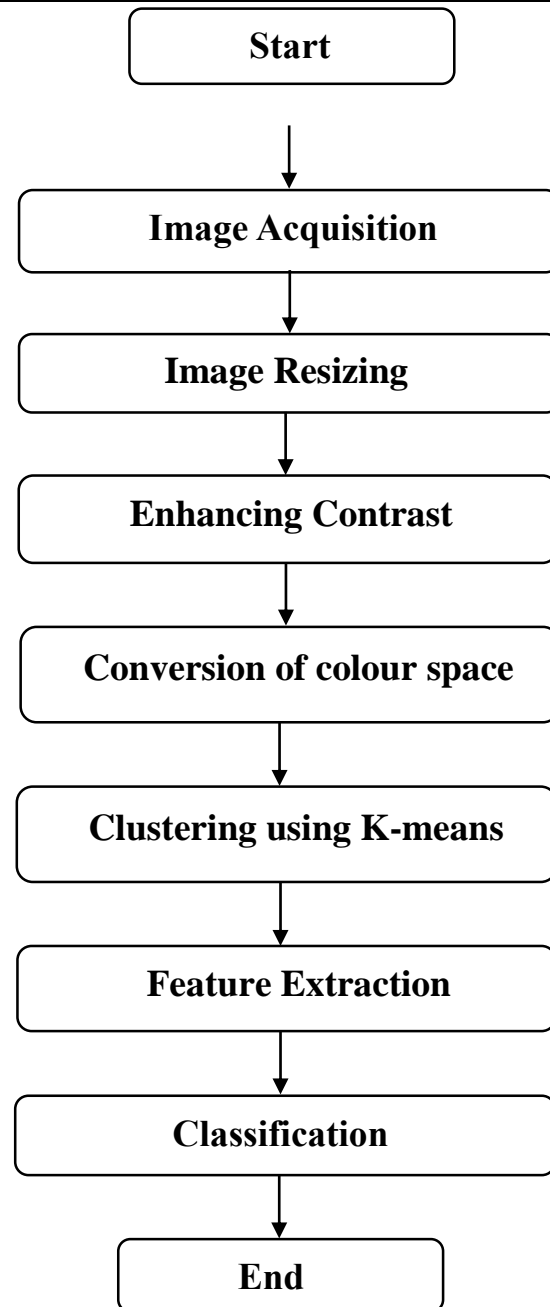 Start
Image Acquisition
Image Resizing
Enhancing Contrast
Conversion of colour space
Clustering using K-means
Feature Extraction
Classification
End